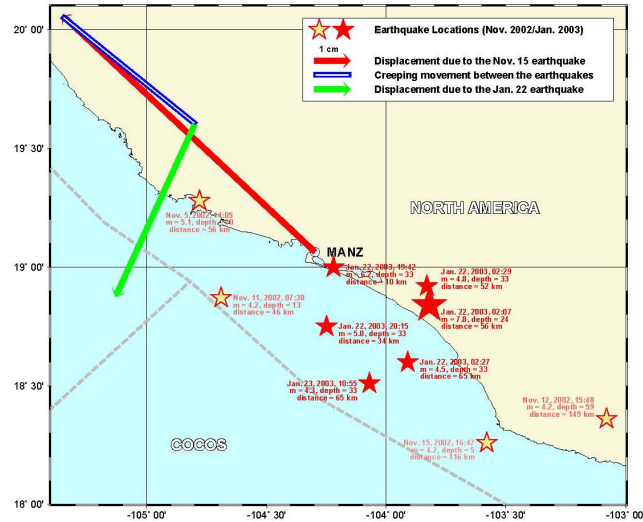 20° 00'
19° 30'
19° 00'
18° 30'
18° 00'
Earthquake Locations (Nov. 2002/Jan. 2003)
1 cm
Displacement due to the Nov. 15 earthquake
Creeping movement between the earthquakes
Displacement due to the Jan. 22 earthquake
NORTH AMERICA
MANZ
COCOS
m = 5.1, depth =
distance = 56 km
Nov. 11, 2002, 07:30
m = 4.2, depth = 13
distance = 46 km
Jan. 22, 2003, 19:42
depth = 33
distance = 10 km
Jan. 22, 2003, 02:29
m = 4.8, depth = 33
distance = 52 km
Jan. 22, 2003, 02:07
m = 7.8, depth = 24
distance = 56 km
Jan. 22, 2003, 20:15
m = 5.0, depth = 33
distance = 34 km
Jan. 22, 2003, 02:27
m = 4.5, depth = 33
distance = 65 km
Jan. 23, 2003, 10:55
m = 4.3, depth = 33
distance = 65 km
Nov. 12, 2002, 15:48
m = 4.2, depth = 59
distance = 149 km
Nov. 15, 2002, 16:47
m = 4.2, depth = 5
distance = 116 km
-105° 00'
-104° 30'
-104° 00'
-103° 30'
-103° 00'